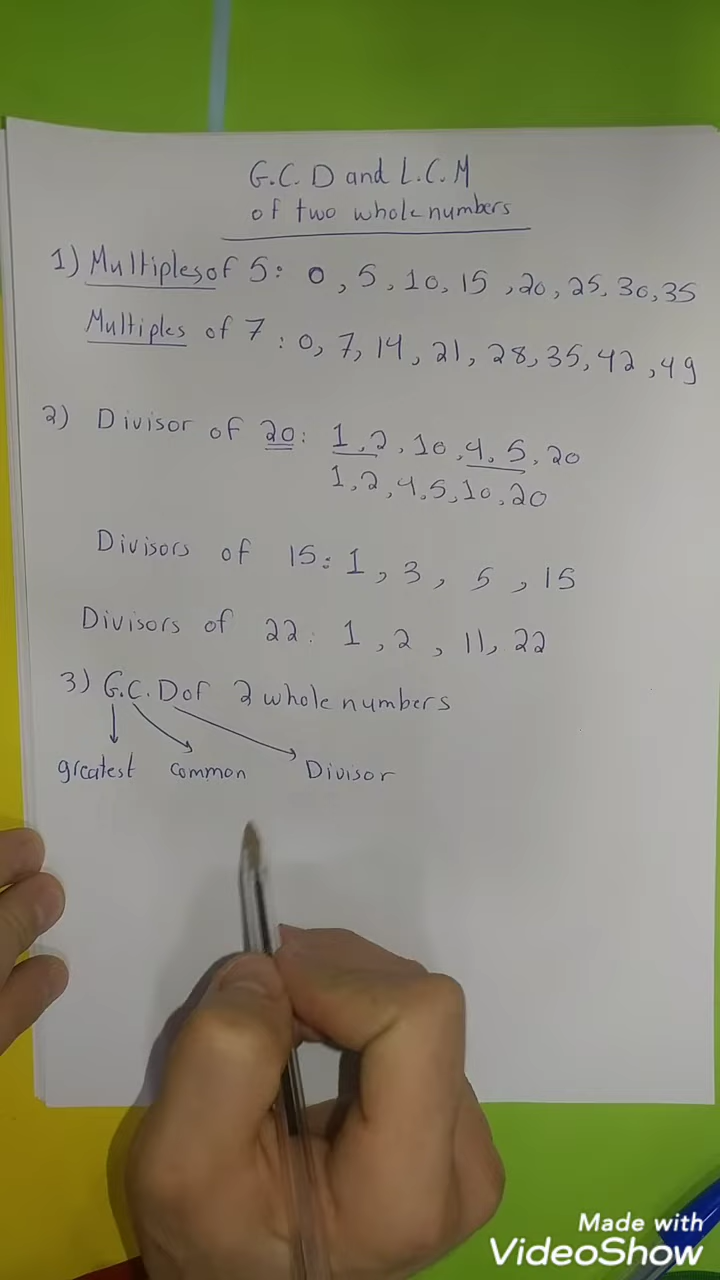 G.C.D and L.C.M
of two whole numbers
1) Multiples of 5: 0, 5, 10, 15, 20, 25, 30, 35
Multiples of 7: 0, 7, 14, 21, 28, 35, 42, 49
2) Divisor of 20: 1, 2, 10, 4, 5, 20
1, 2, 4, 5, 10, 20
Divisors of 15: 1, 3, 5, 15
Divisors of 22: 1, 2, 11, 22
3) G.C.D of 2 whole numbers
greatest common Divisor
Made with
VideoShow